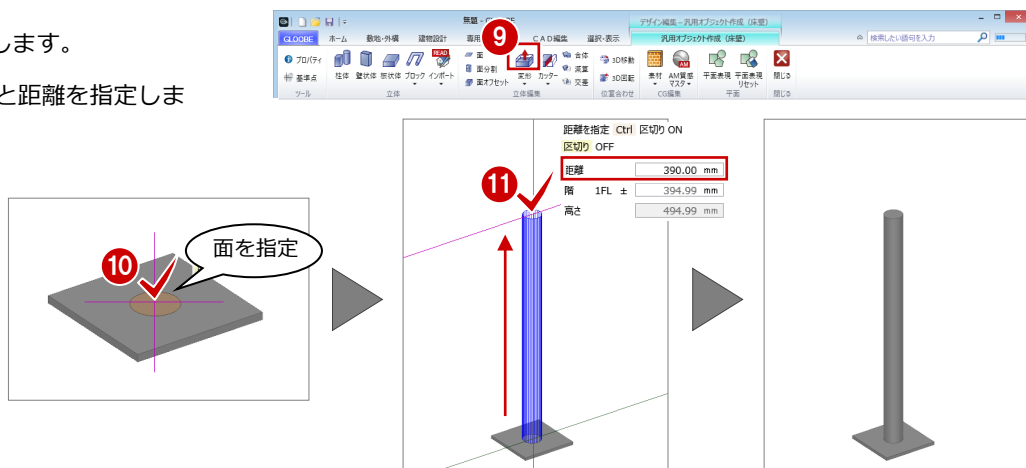 します。
と距離を指定しま
無題 - GLOOBE
デザイン編集 - 汎用オブジェクト作成（床壁）
GLOOBE ホーム 敷地・外構 建物設計 専用 ＣＡＤ編集 選択・表示 汎用オブジェクト作成（床壁） 検索したい語句を入力
9
プロパティ
基準点
ツール
柱体 壁状体 板状体 ブロック インポート
READ
立体
面
面分割
面オフセット
変形 カッター
合体
減算
交差
立体編集
3D移動
3D回転
位置合わせ
素材 AM質感マスタ
AM
CG編集
平面表現 平面表現リセット
平面
閉じる
閉じる
距離を指定 Ctrl 区切り ON
区切り OFF
距離 390.00 mm
階 1FL ± 394.99 mm
高さ 494.99 mm
11
10
面を指定